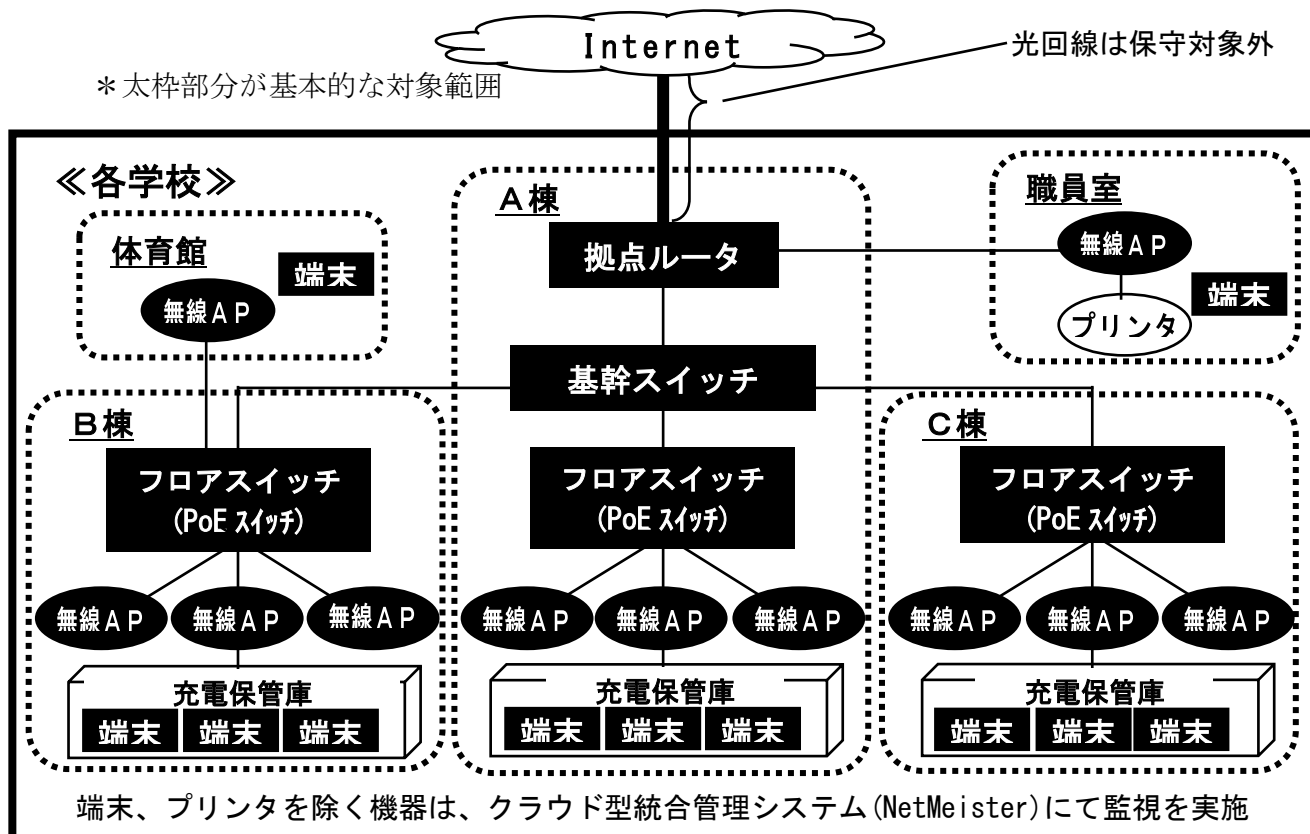 Internet
光回線は保守対象外
＊太枠部分が基本的な対象範囲
≪各学校≫
体育館
端末
無線ＡＰ
Ａ棟
拠点ルータ
職員室
無線ＡＰ
端末
プリンタ
基幹スイッチ
Ｂ棟
フロアスイッチ
(PoE ｽｲｯﾁ)
無線ＡＰ 無線ＡＰ 無線ＡＰ
充電保管庫
端末 端末 端末
フロアスイッチ
(PoE ｽｲｯﾁ)
無線ＡＰ 無線ＡＰ 無線ＡＰ
充電保管庫
端末 端末 端末
Ｃ棟
フロアスイッチ
(PoE ｽｲｯﾁ)
無線ＡＰ 無線ＡＰ 無線ＡＰ
充電保管庫
端末 端末 端末
端末、プリンタを除く機器は、クラウド型統合管理システム(NetMeister)にて監視を実施